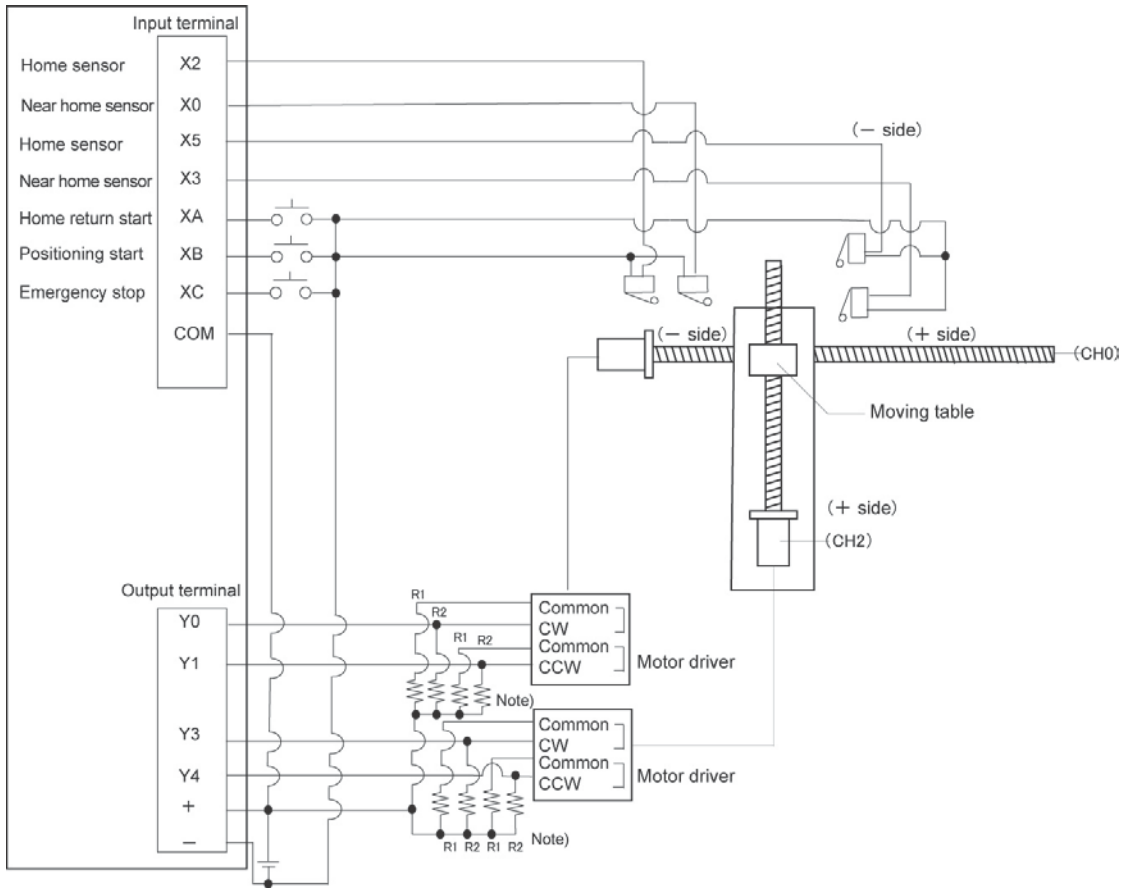 Input terminal
Home sensor X2
Near home sensor X0
Home sensor X5
Near home sensor X3
Home return start XA
Positioning start XB
Emergency stop XC
COM
(− side)
(− side)
(+ side)
(CH0)
Moving table
(+ side)
(CH2)
Output terminal
Y0
Y1
Y3
Y4
+
−
R1
R2
R1 R2
Note)
Common
CW
Common
CCW
Motor driver
Common
CW
Common
CCW
Motor driver
R1 R2 R1 R2
Note)